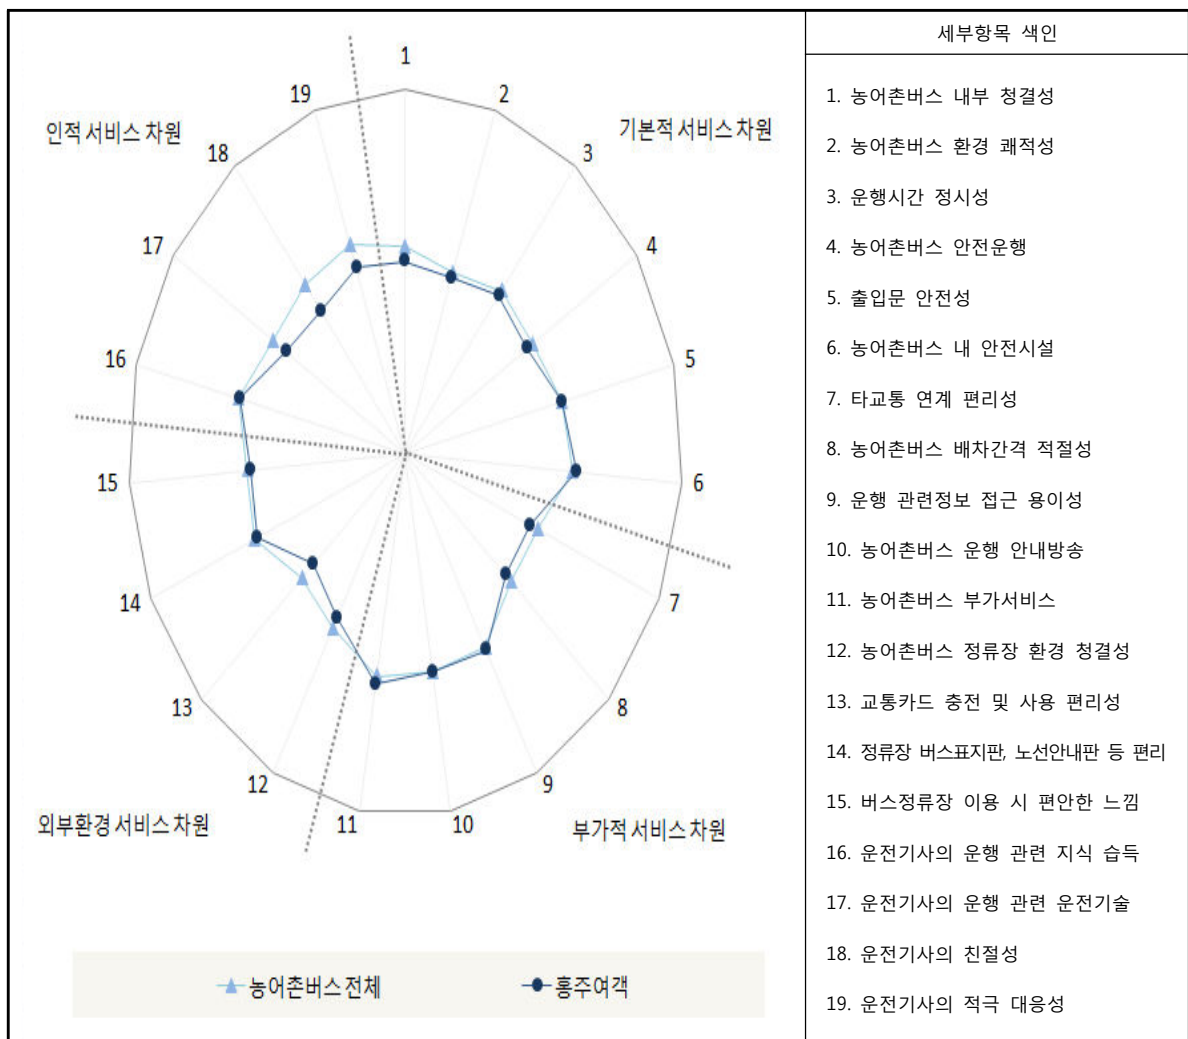 1
2
3
4
5
6
7
8
9
10
11
12
13
14
15
16
17
18
19
인적 서비스 차원
기본적 서비스 차원
외부환경 서비스 차원
부가적 서비스 차원
농어촌버스 전체
홍주여객
세부항목 색인
1. 농어촌버스 내부 청결성
2. 농어촌버스 환경 쾌적성
3. 운행시간 정시성
4. 농어촌버스 안전운행
5. 출입문 안전성
6. 농어촌버스 내 안전시설
7. 타교통 연계 편리성
8. 농어촌버스 배차간격 적절성
9. 운행 관련정보 접근 용이성
10. 농어촌버스 운행 안내방송
11. 농어촌버스 부가서비스
12. 농어촌버스 정류장 환경 청결성
13. 교통카드 충전 및 사용 편리성
14. 정류장 버스표지판, 노선안내판 등 편리
15. 버스정류장 이용 시 편안한 느낌
16. 운전기사의 운행 관련 지식 습득
17. 운전기사의 운행 관련 운전기술
18. 운전기사의 친절성
19. 운전기사의 적극 대응성